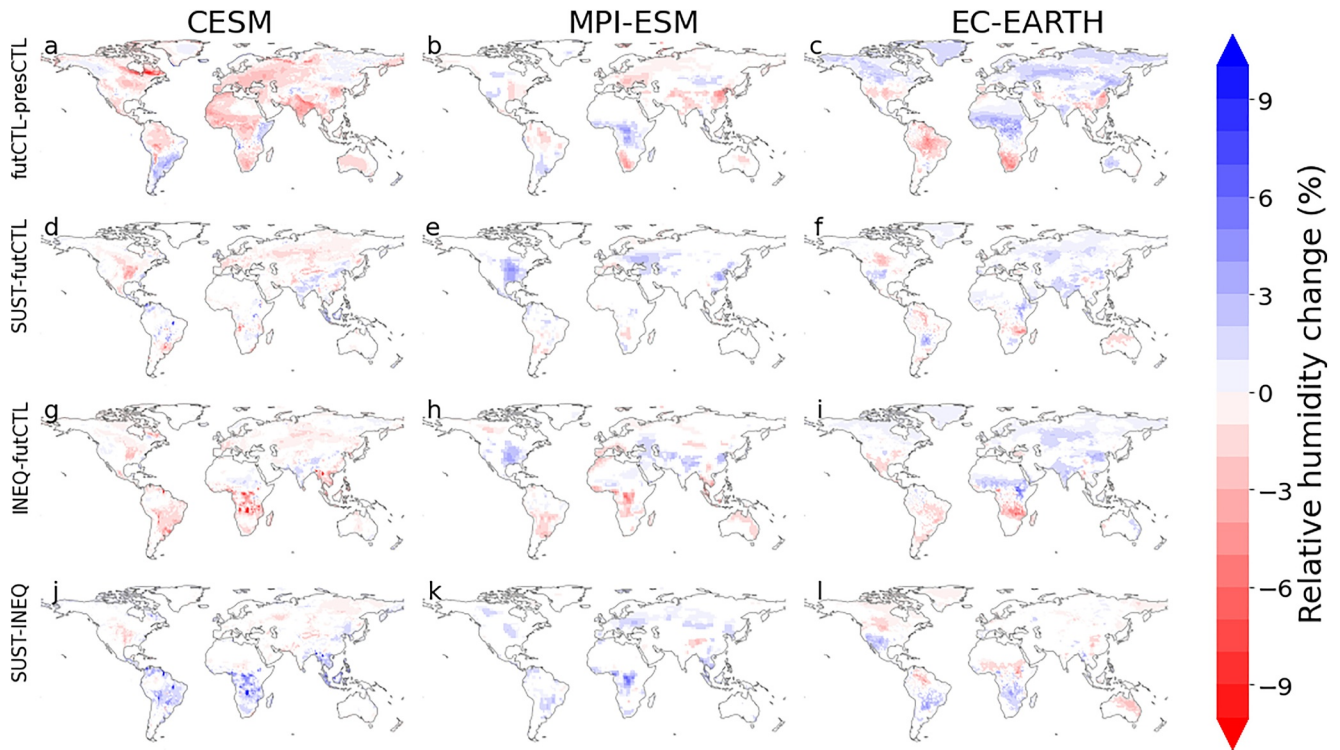 CESM MPI-ESM EC-EARTH
a b c
futCTL-presCTL
d e f
SUST-futCTL
g h i
INEQ-futCTL
j k l
SUST-INEQ
9
6
3
0
−3
−6
−9
Relative humidity change (%)